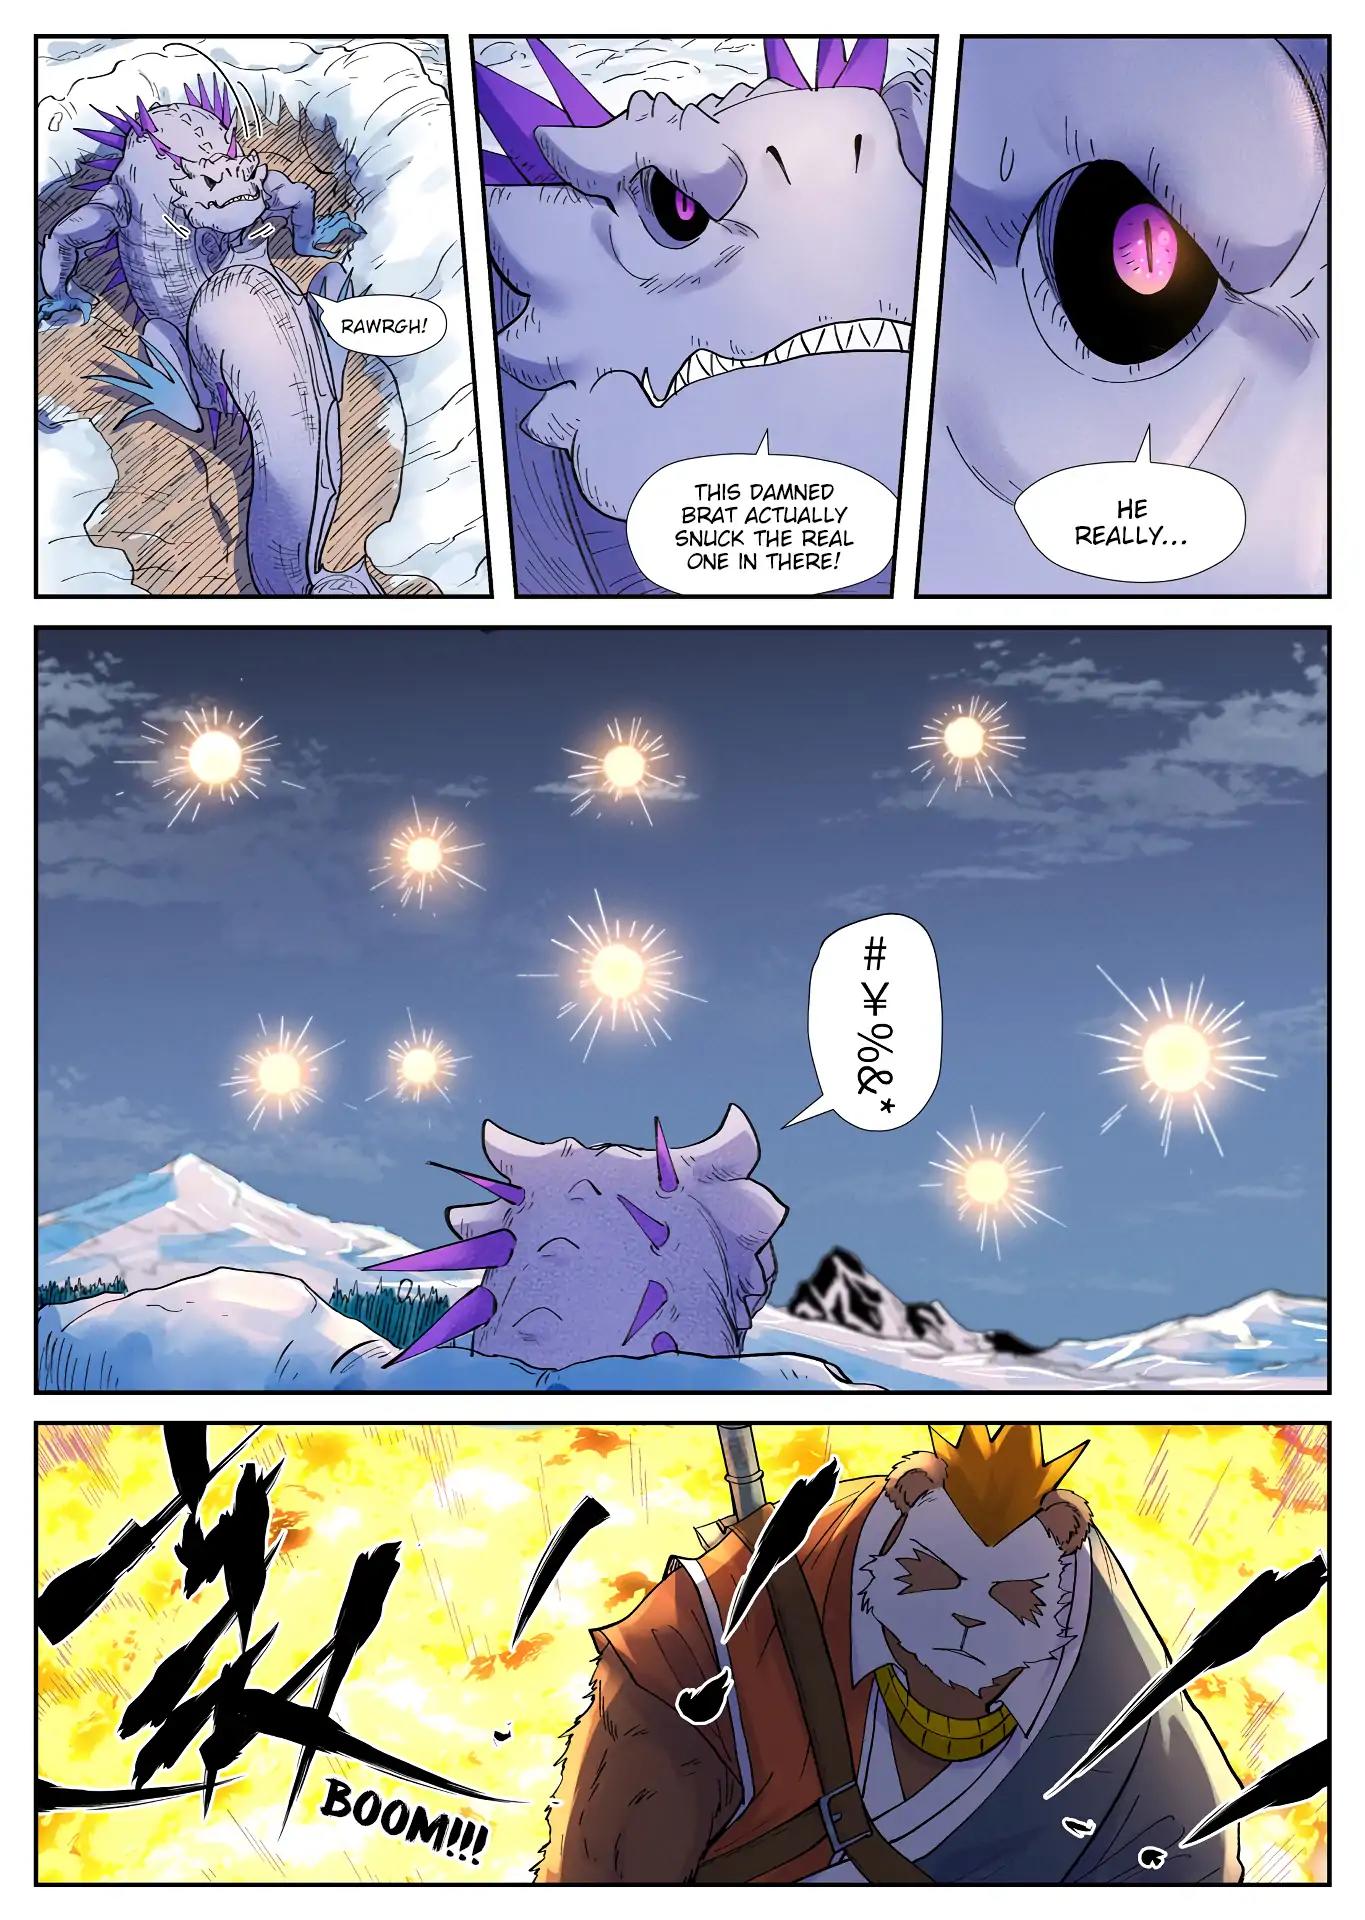 RAWRGH!
THIS DAMNED
BRAT ACTUALLY
SNUCK THE REAL
ONE IN THERE!
HE
REALLY...
#
¥
%
&
*
BOOM!!!